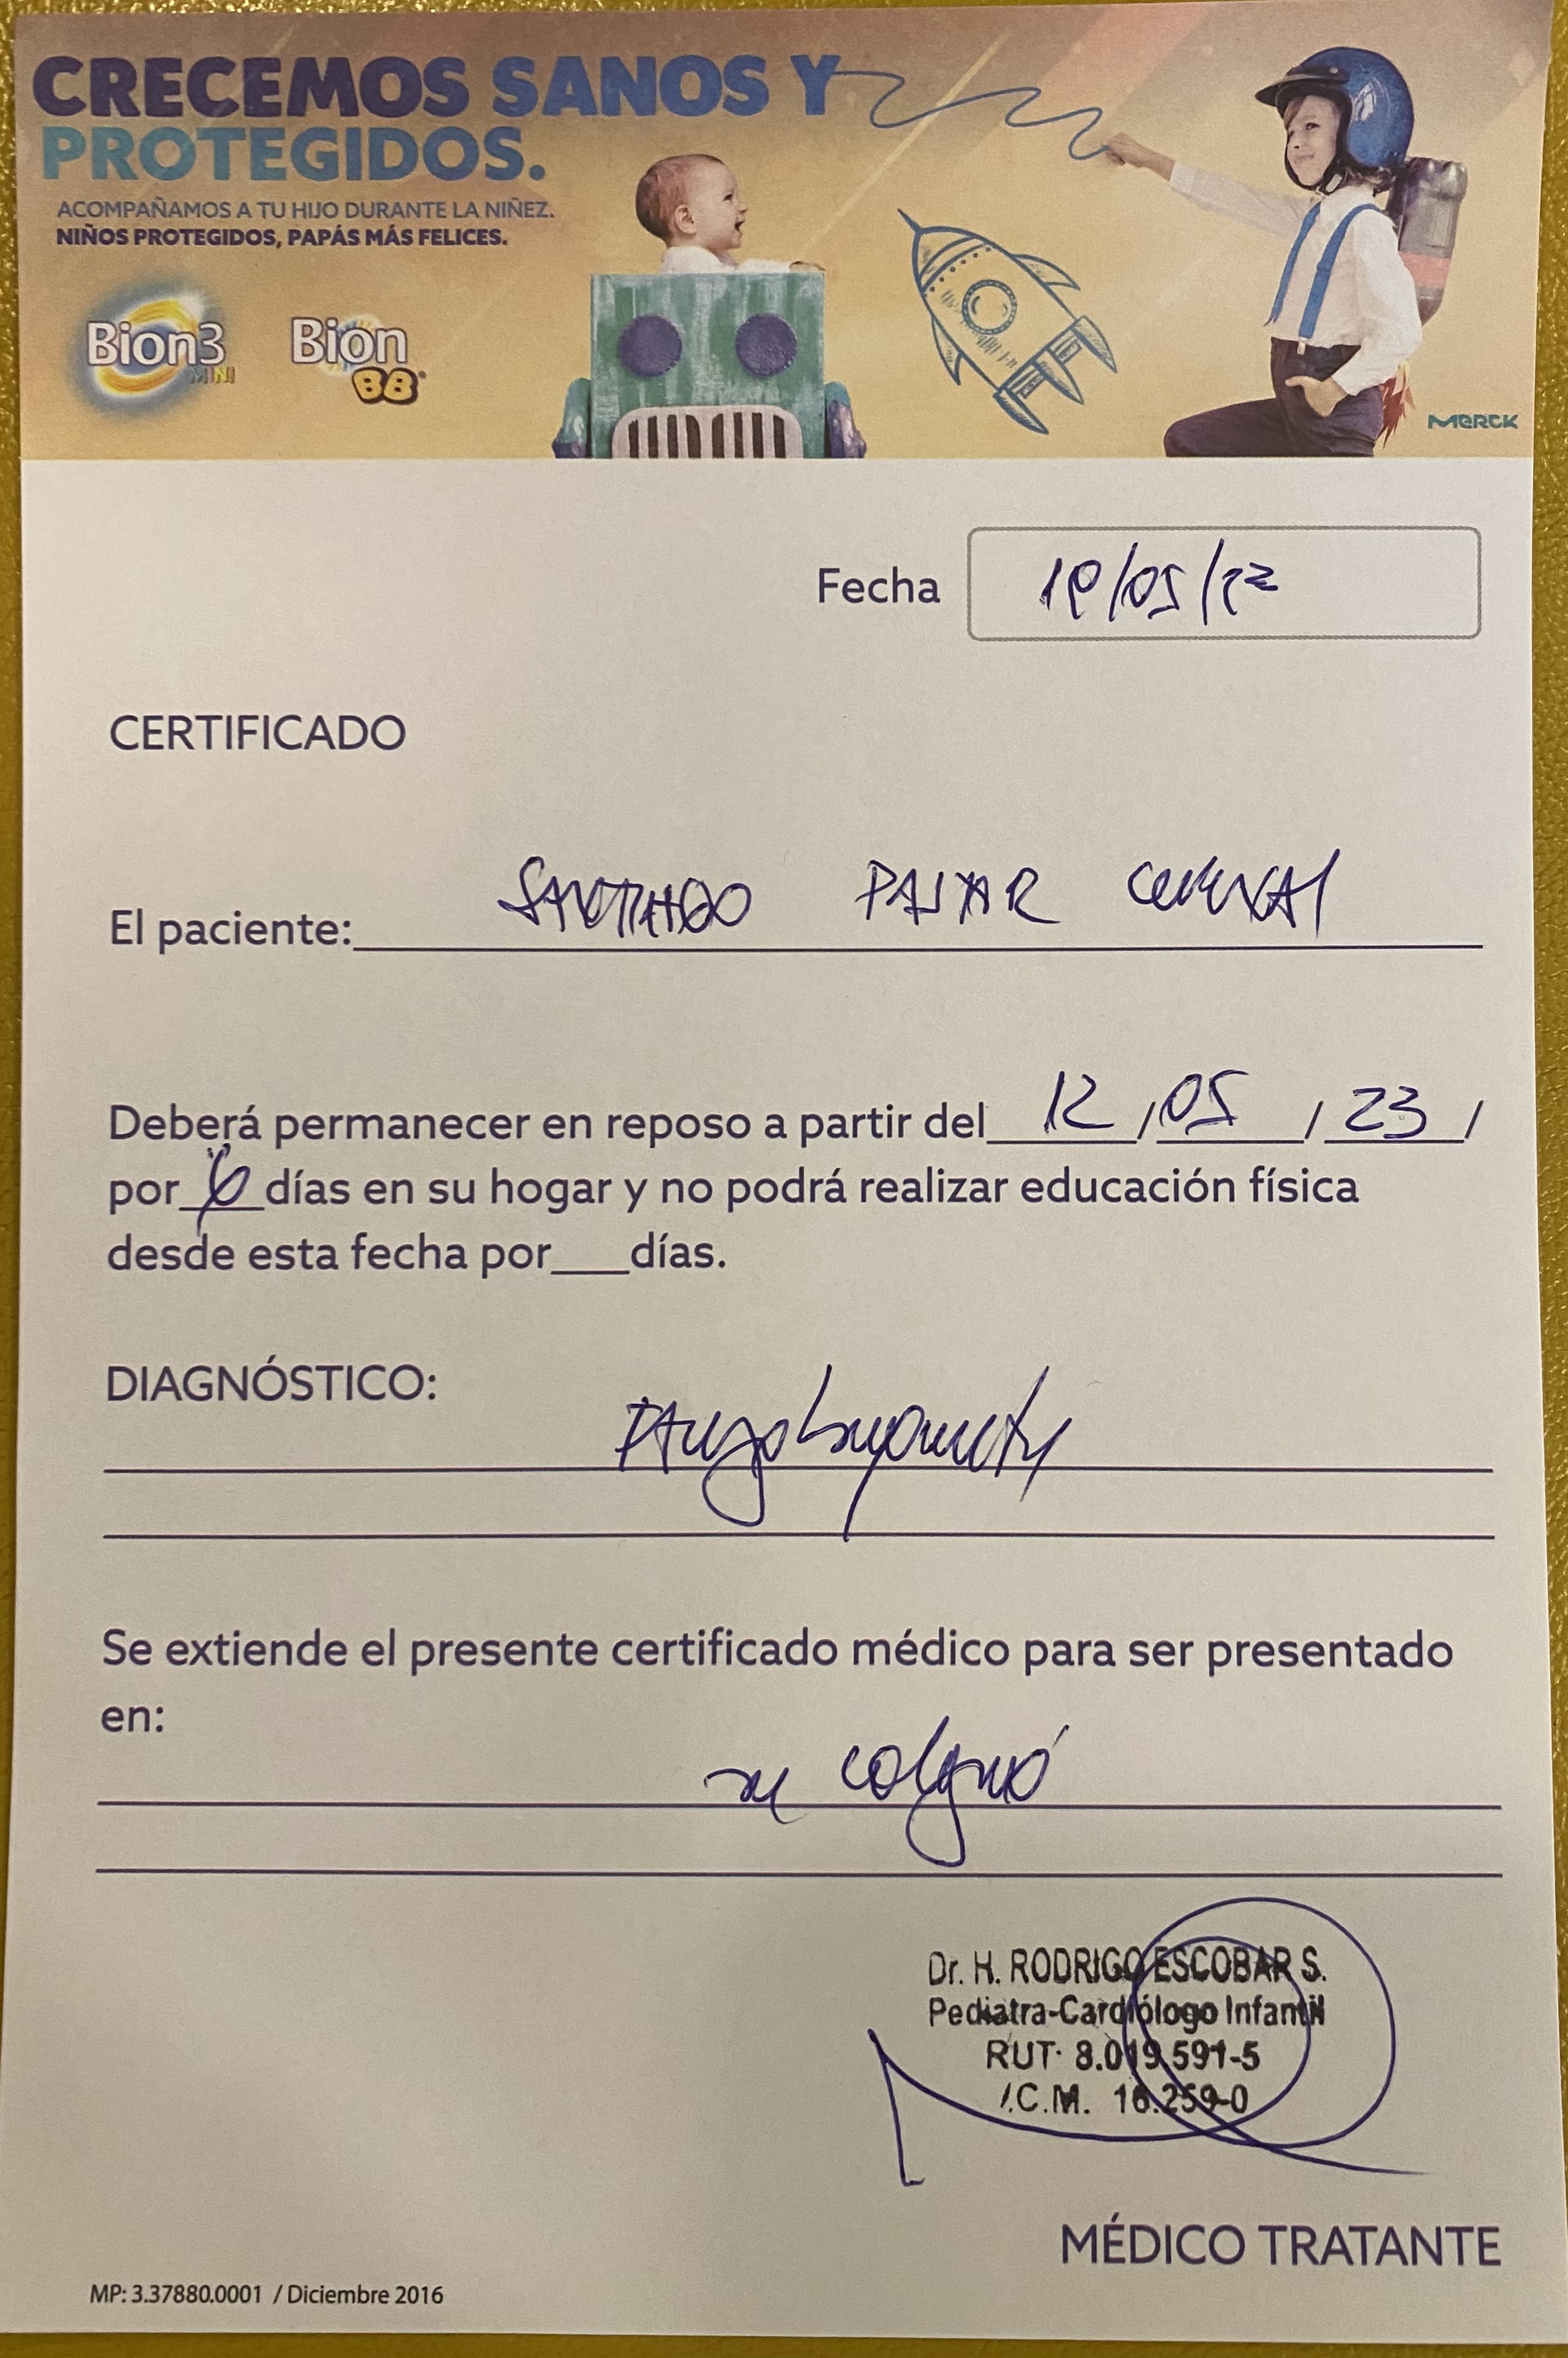 CRECEMOS SANOS Y
PROTEGIDOS.
ACOMPAÑAMOS A TU HIJO DURANTE LA NIÑEZ.
NIÑOS PROTEGIDOS, PAPÁS MÁS FELICES.
Bion3 MINI
Bion BB
MERCK
Fecha
CERTIFICADO
El paciente: SANTIAGO
Deberá permanecer en reposo a partir del 12/05/23/
por 6 días en su hogar y no podrá realizar educación física
desde esta fecha por___días.
DIAGNÓSTICO:
Se extiende el presente certificado médico para ser presentado
en:
su colegio
Dr. H. RODRIGO ESCOBAR S.
Pediatra-Cardiólogo Infantil
RUT: 8.019.591-5
I.C.M. 16.259-0
MÉDICO TRATANTE
MP: 3.37880.0001 / Diciembre 2016